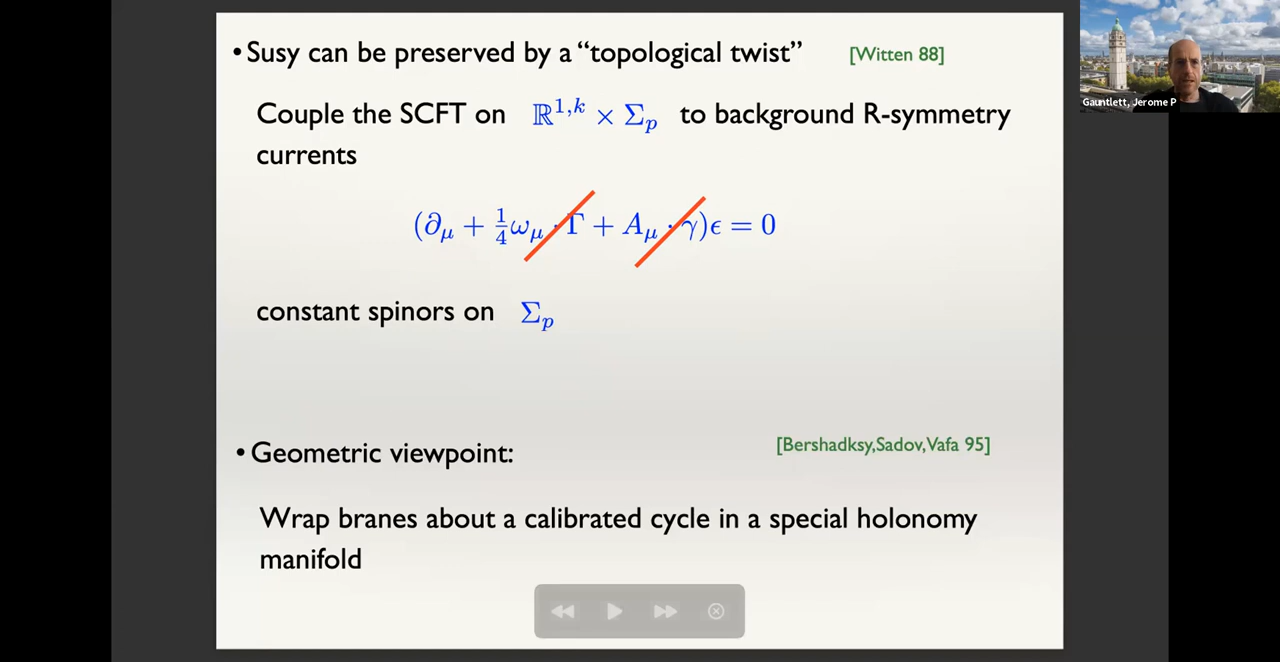 • Susy can be preserved by a “topological twist” [Witten 88]
Couple the SCFT on ℝ^{1,k} × Σ_p to background R-symmetry
currents
(∂_μ + ¼ω_μ · Γ + A_μ · γ)ϵ = 0
constant spinors on Σ_p
• Geometric viewpoint: [Bershadksy,Sadov,Vafa 95]
Wrap branes about a calibrated cycle in a special holonomy
manifold
Gauntlett, Jerome P